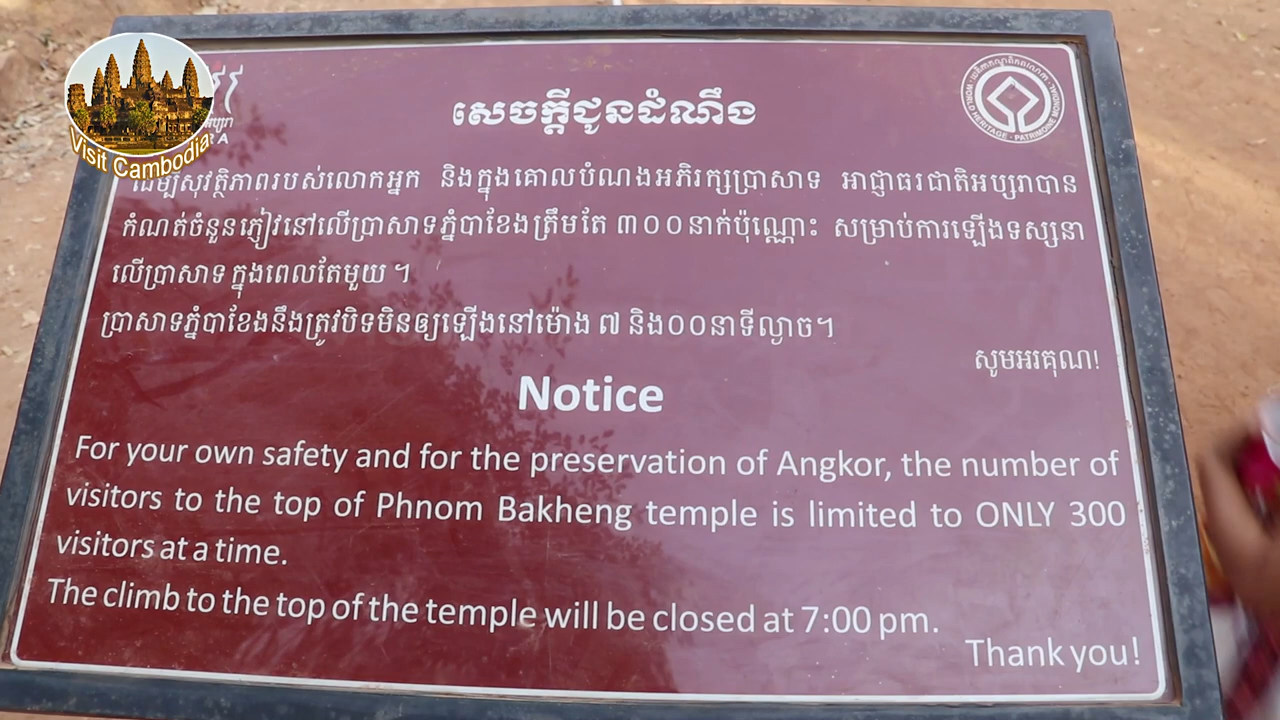 Visit Cambodia
សេចក្តីជូនដំណឹង
WORLD HERITAGE · PATRIMOINE MONDIAL
ដើម្បីសុវត្ថិភាពរបស់លោកអ្នក និងក្នុងគោលបំណងអភិរក្សប្រាសាទ អាជ្ញាធរជាតិអប្សរាបាន
កំណត់ចំនួនភ្ញៀវនៅលើប្រាសាទភ្នំបាខែងត្រឹមតែ ៣០០នាក់ប៉ុណ្ណោះ សម្រាប់ការឡើងទស្សនា
លើប្រាសាទ ក្នុងពេលតែមួយ ។
ប្រាសាទភ្នំបាខែងនឹងត្រូវបិទមិនឲ្យឡើងនៅម៉ោង ៧ និង០០នាទីល្ងាច។
សូមអរគុណ!
Notice
For your own safety and for the preservation of Angkor, the number of
visitors to the top of Phnom Bakheng temple is limited to ONLY 300
visitors at a time.
The climb to the top of the temple will be closed at 7:00 pm.
Thank you!